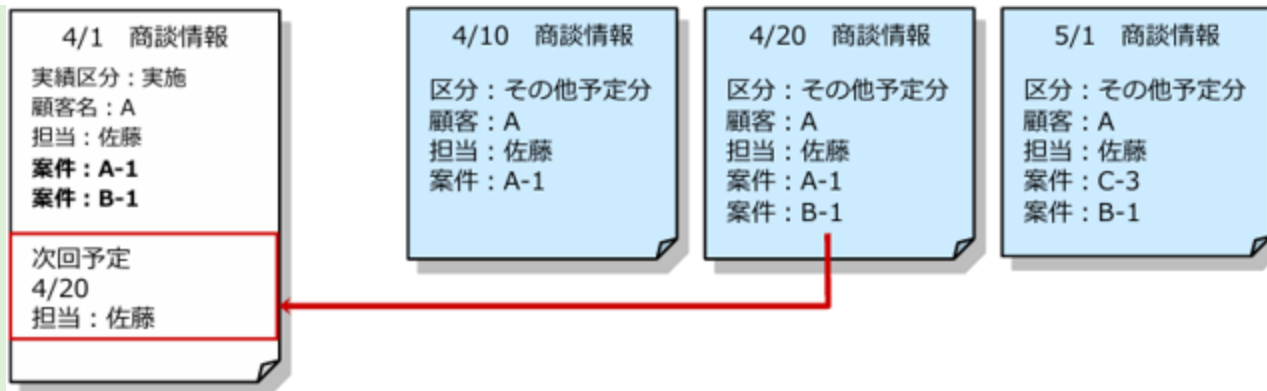 4/1 商談情報
実績区分：実施
顧客名：A
担当：佐藤
案件：A-1
案件：B-1
次回予定
4/20
担当：佐藤
4/10 商談情報
区分：その他予定分
顧客：A
担当：佐藤
案件：A-1
4/20 商談情報
区分：その他予定分
顧客：A
担当：佐藤
案件：A-1
案件：B-1
5/1 商談情報
区分：その他予定分
顧客：A
担当：佐藤
案件：C-3
案件：B-1